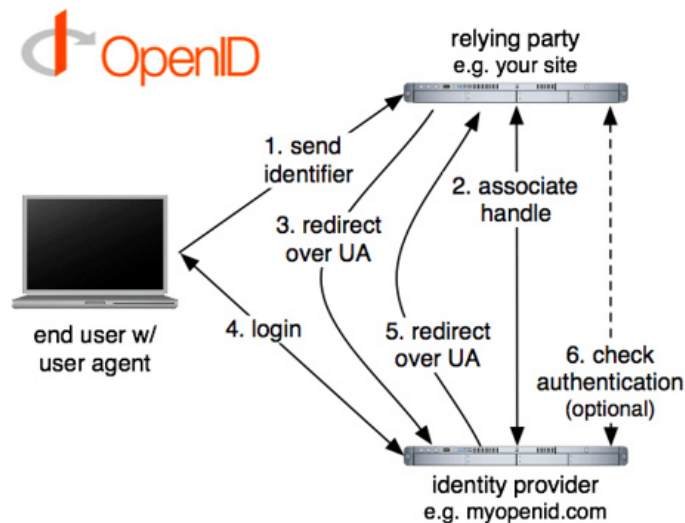 OpenID
relying party
e.g. your site
1. send
identifier
2. associate
handle
3. redirect
over UA
4. login
5. redirect
over UA
6. check
authentication
(optional)
end user w/
user agent
identity provider
e.g. myopenid.com